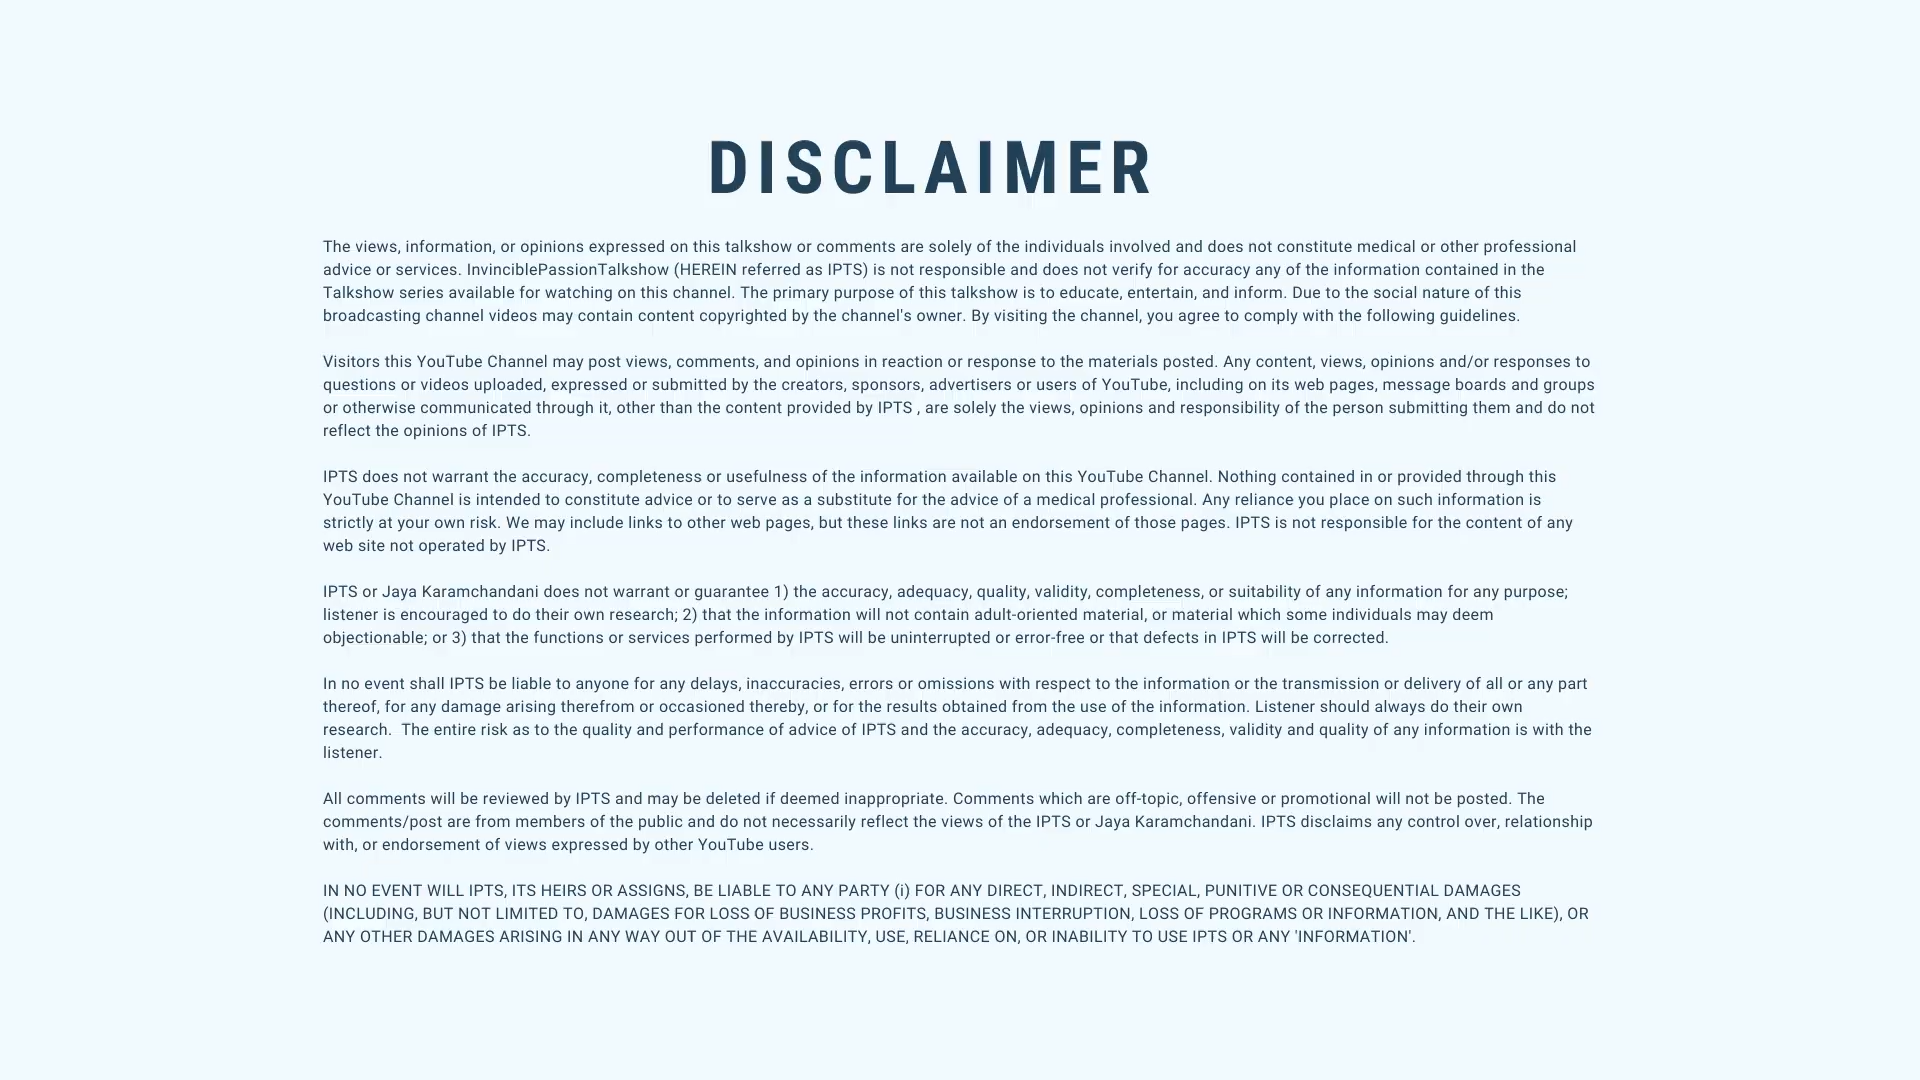 DISCLAIMER
The views, information, or opinions expressed on this talkshow or comments are solely of the individuals involved and does not constitute medical or other professional
advice or services. InvinciblePassionTalkshow (HEREIN referred as IPTS) is not responsible and does not verify for accuracy any of the information contained in the
Talkshow series available for watching on this channel. The primary purpose of this talkshow is to educate, entertain, and inform. Due to the social nature of this
broadcasting channel videos may contain content copyrighted by the channel's owner. By visiting the channel, you agree to comply with the following guidelines.
Visitors this YouTube Channel may post views, comments, and opinions in reaction or response to the materials posted. Any content, views, opinions and/or responses to
questions or videos uploaded, expressed or submitted by the creators, sponsors, advertisers or users of YouTube, including on its web pages, message boards and groups
or otherwise communicated through it, other than the content provided by IPTS , are solely the views, opinions and responsibility of the person submitting them and do not
reflect the opinions of IPTS.
IPTS does not warrant the accuracy, completeness or usefulness of the information available on this YouTube Channel. Nothing contained in or provided through this
YouTube Channel is intended to constitute advice or to serve as a substitute for the advice of a medical professional. Any reliance you place on such information is
strictly at your own risk. We may include links to other web pages, but these links are not an endorsement of those pages. IPTS is not responsible for the content of any
web site not operated by IPTS.
IPTS or Jaya Karamchandani does not warrant or guarantee 1) the accuracy, adequacy, quality, validity, completeness, or suitability of any information for any purpose;
listener is encouraged to do their own research; 2) that the information will not contain adult-oriented material, or material which some individuals may deem
objectionable; or 3) that the functions or services performed by IPTS will be uninterrupted or error-free or that defects in IPTS will be corrected.
In no event shall IPTS be liable to anyone for any delays, inaccuracies, errors or omissions with respect to the information or the transmission or delivery of all or any part
thereof, for any damage arising therefrom or occasioned thereby, or for the results obtained from the use of the information. Listener should always do their own
research.  The entire risk as to the quality and performance of advice of IPTS and the accuracy, adequacy, completeness, validity and quality of any information is with the
listener.
All comments will be reviewed by IPTS and may be deleted if deemed inappropriate. Comments which are off-topic, offensive or promotional will not be posted. The
comments/post are from members of the public and do not necessarily reflect the views of the IPTS or Jaya Karamchandani. IPTS disclaims any control over, relationship
with, or endorsement of views expressed by other YouTube users.
IN NO EVENT WILL IPTS, ITS HEIRS OR ASSIGNS, BE LIABLE TO ANY PARTY (i) FOR ANY DIRECT, INDIRECT, SPECIAL, PUNITIVE OR CONSEQUENTIAL DAMAGES
(INCLUDING, BUT NOT LIMITED TO, DAMAGES FOR LOSS OF BUSINESS PROFITS, BUSINESS INTERRUPTION, LOSS OF PROGRAMS OR INFORMATION, AND THE LIKE), OR
ANY OTHER DAMAGES ARISING IN ANY WAY OUT OF THE AVAILABILITY, USE, RELIANCE ON, OR INABILITY TO USE IPTS OR ANY 'INFORMATION'.